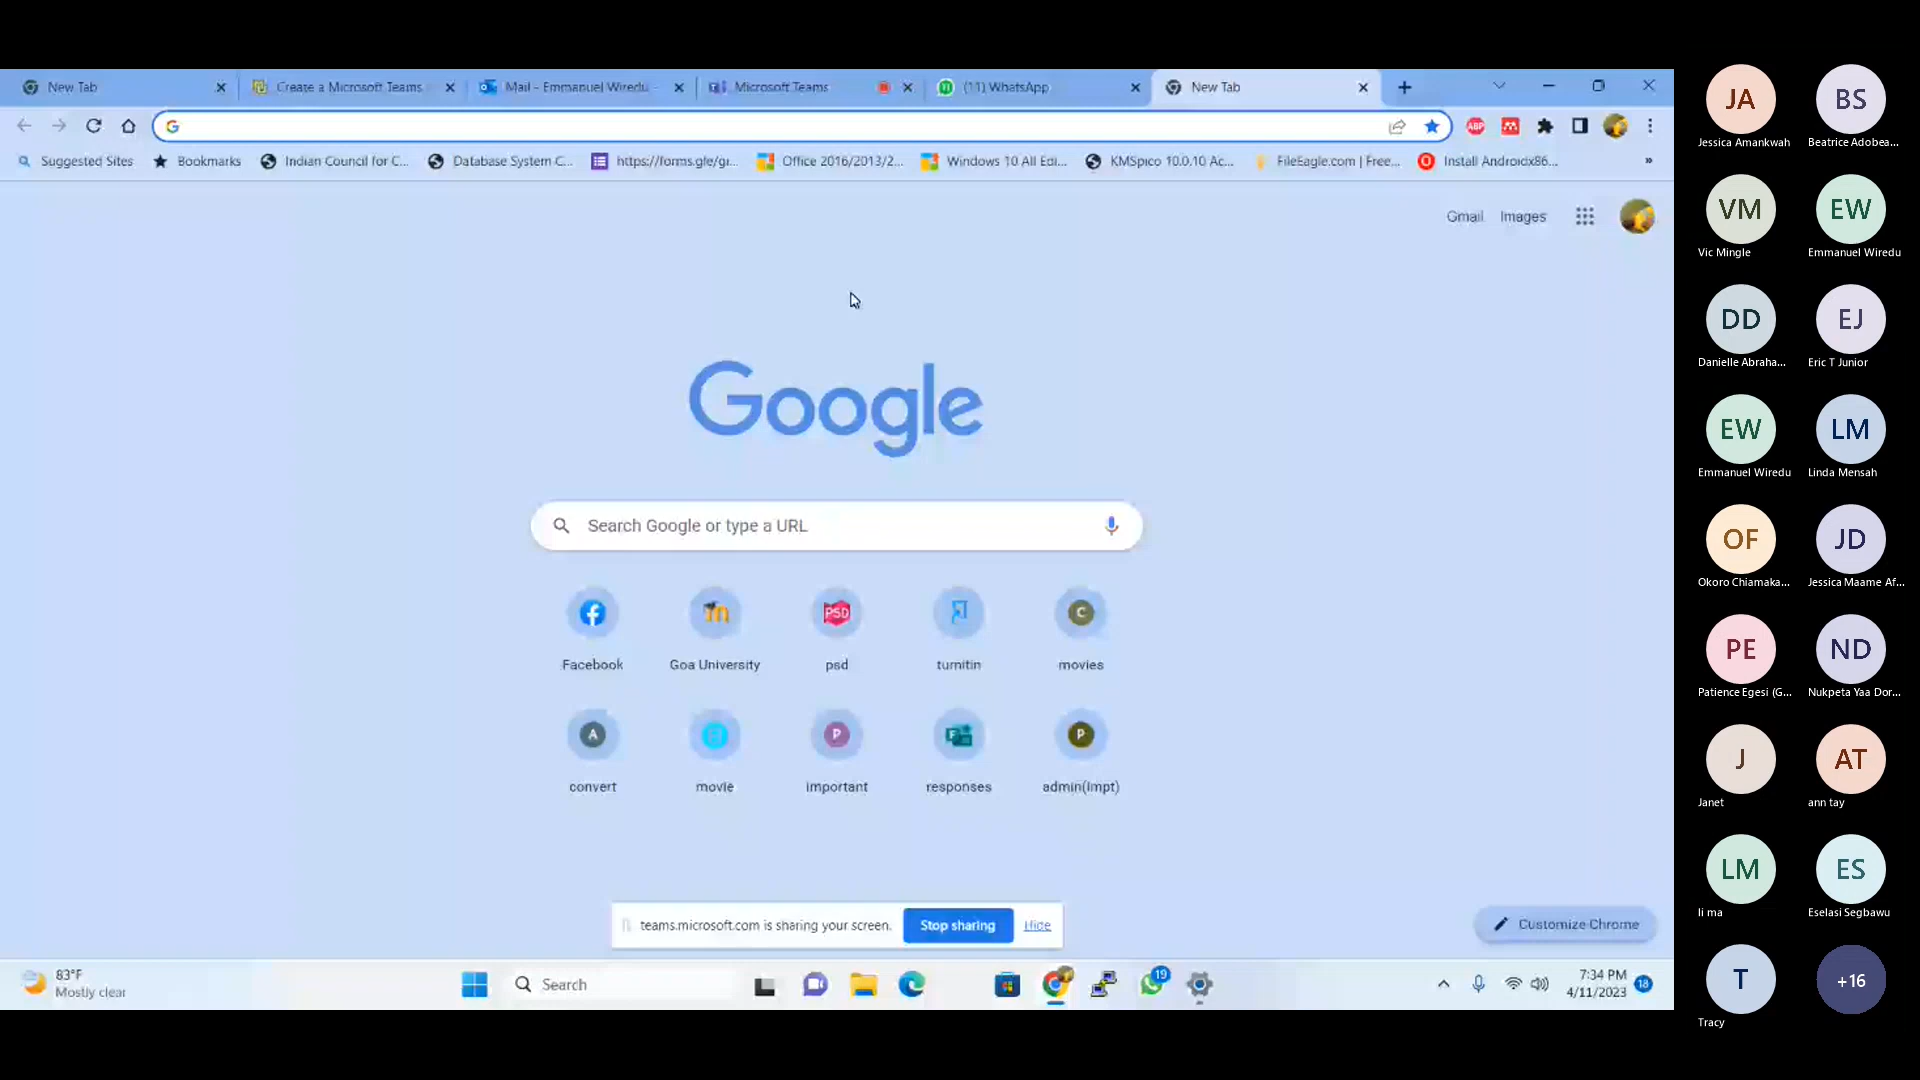 New Tab
Create a Microsoft Teams
Mail - Emmanuel Wiredu -
Microsoft Teams
(11) WhatsApp
New Tab
Suggested Sites
Bookmarks
Indian Council for C...
Database System C...
https://forms.gle/gr...
Office 2016/2013/2...
Windows 10 All Edi...
KMSpico 10.0.10 Ac...
FileEagle.com | Free...
Install Androidx86...
»
Gmail
Images
Google
Search Google or type a URL
Facebook
Goa University
PSD
psd
turnitin
C
movies
A
convert
movie
P
important
responses
P
admin(Impt)
teams.microsoft.com is sharing your screen.
Stop sharing
Hide
Customize Chrome
83°F
Mostly clear
Search
19
7:34 PM
4/11/2023
18
ABP
JA
Jessica Amankwah
BS
Beatrice Adobea...
VM
Vic Mingle
EW
Emmanuel Wiredu
DD
Danielle Abraha...
EJ
Eric T Junior
EW
Emmanuel Wiredu
LM
Linda Mensah
OF
Okoro Chiamaka...
JD
Jessica Maame Af...
PE
Patience Egesi (G...
ND
Nukpeta Yaa Dor...
J
Janet
AT
ann tay
LM
li ma
ES
Eselasi Segbawu
T
Tracy
+16